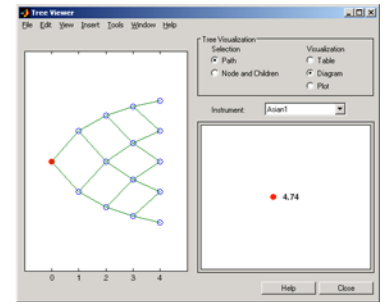 Tree Viewer
File Edit View Insert Tools Window Help
Tree Visualization
Selection
Visualization
Path
Table
Node and Children
Diagram
Plot
Instrument:
Asian1
4.74
0 1 2 3 4
Help
Close